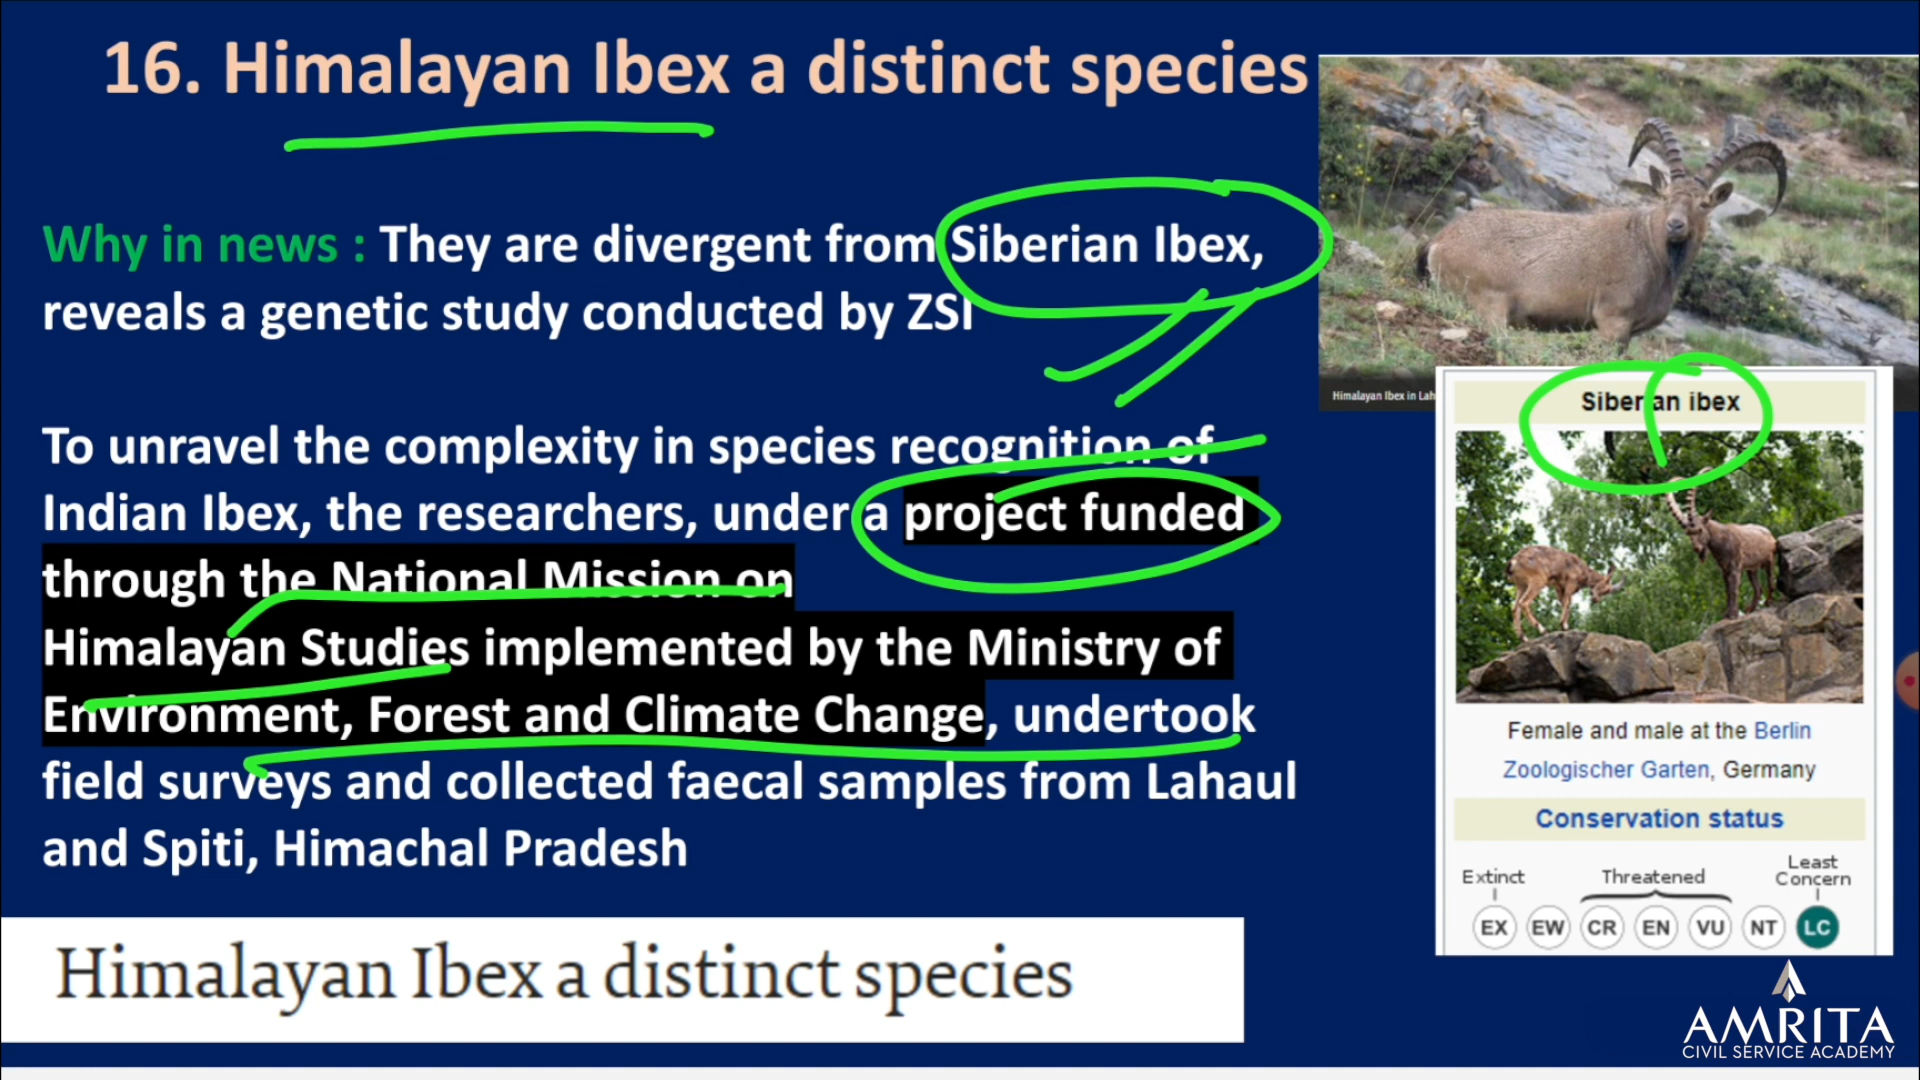 16. Himalayan Ibex a distinct species
Why in news : They are divergent from Siberian Ibex,
reveals a genetic study conducted by ZSI
To unravel the complexity in species recognition of
Indian Ibex, the researchers, under a project funded
through the National Mission on
Himalayan Studies implemented by the Ministry of
Environment, Forest and Climate Change, undertook
field surveys and collected faecal samples from Lahaul
and Spiti, Himachal Pradesh
Himalayan Ibex a distinct species
Himalayan Ibex in Lah
Siberian ibex
Female and male at the Berlin
Zoologischer Garten, Germany
Conservation status
Extinct
Threatened
Least
Concern
EX EW CR EN VU NT LC
AMRITA
CIVIL SERVICE ACADEMY